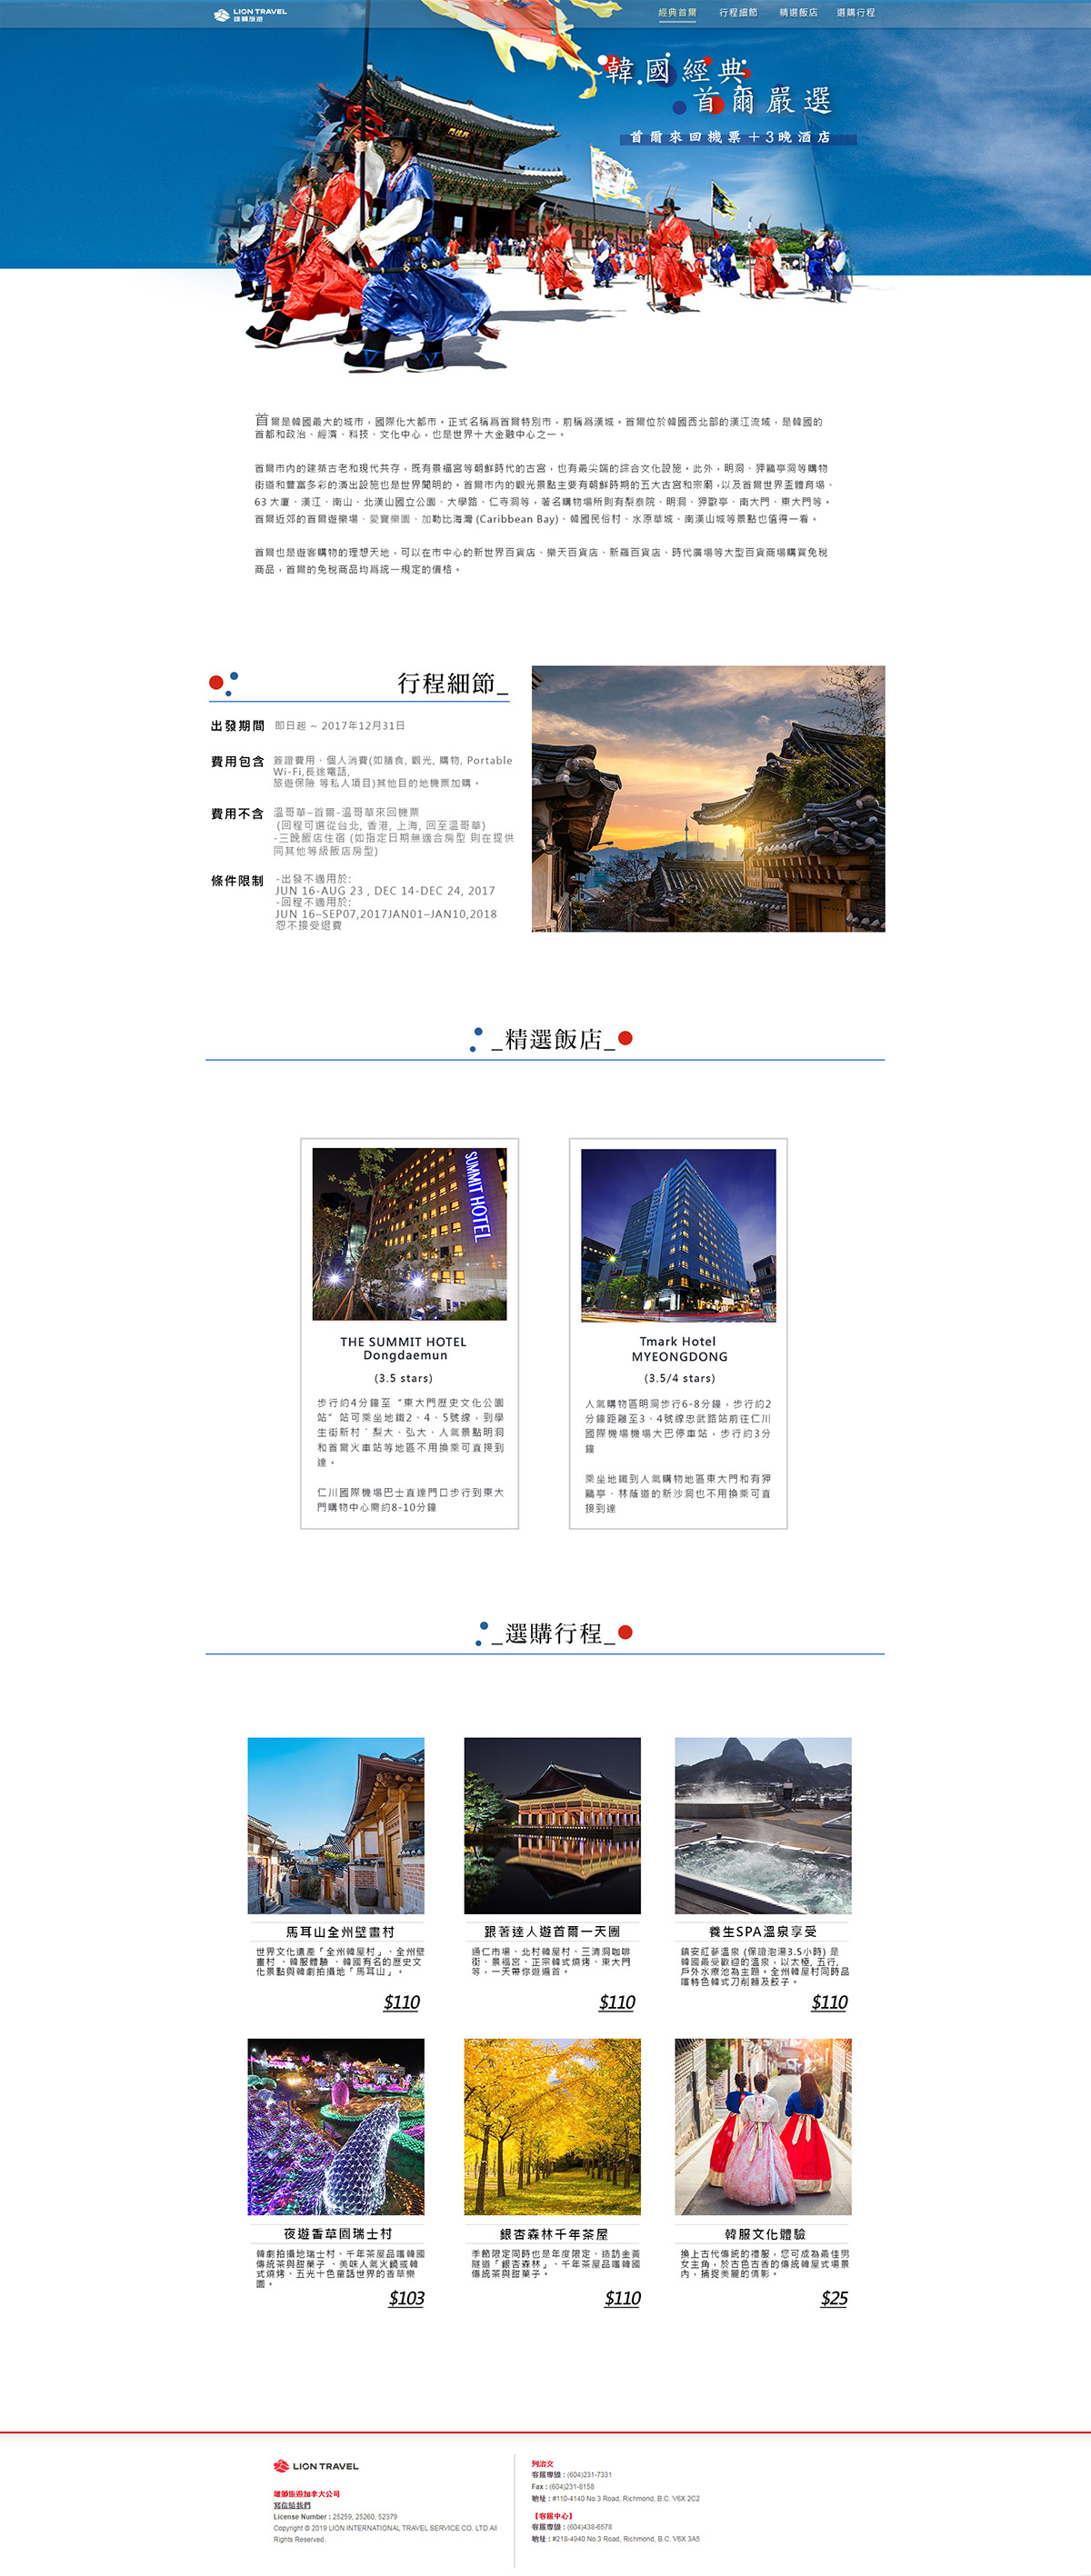 LION TRAVEL
雄獅旅遊
經典首爾 行程細節 精選飯店 選購行程
韓國經典
首爾嚴選
首爾來回機票＋3晚酒店
首爾是韓國最大的城市，國際化大都市。正式名稱爲首爾特別市，前稱爲漢城。首爾位於韓國西北部的漢江流域，是韓國的
首都和政治、經濟、科技、文化中心，也是世界十大金融中心之一。
首爾市內的建築古老和現代共存，既有景福宮等朝鮮時代的古宮，也有最尖端的綜合文化設施。此外，明洞、狎鷗亭洞等購物
街道和豐富多彩的演出設施也是世界聞明的。首爾市內的觀光景點主要有朝鮮時期的五大古宮和宗廟，以及首爾世界盃體育場、
63 大廈、漢江、南山、北漢山國立公園、大學路、仁寺洞等，著名購物場所則有梨泰院、明洞、狎歐亭、南大門、東大門等。
首爾近郊的首爾遊樂場、愛寶樂園、加勒比海灣 (Caribbean Bay)、韓國民俗村、水原華城、南漢山城等景點也值得一看。
首爾也是遊客購物的理想天地，可以在市中心的新世界百貨店、樂天百貨店、新羅百貨店、時代廣場等大型百貨商場購買免稅
商品，首爾的免稅商品均爲統一規定的價格。
行程細節_
出發期間 即日起 ~ 2017年12月31日
費用包含 簽證費用、個人消費(如膳食, 觀光, 購物, Portable
Wi-Fi,長途電話,
旅遊保險 等私人項目)其他目的地機票加購。
費用不含 溫哥華–首爾-溫哥華來回機票
(回程可選從台北, 香港, 上海, 回至溫哥華)
-三晚飯店住宿 (如指定日期無適合房型 則在提供
同其他等級飯店房型)
條件限制 -出發不適用於:
JUN 16-AUG 23 , DEC 14-DEC 24, 2017
-回程不適用於:
JUN 16–SEP07,2017JAN01–JAN10,2018
恕不接受退費
_精選飯店_
SUMMIT HOTEL
THE SUMMIT HOTEL
Dongdaemun
(3.5 stars)
步行約4分鐘至“東大門歷史文化公園
站”站可乘坐地鐵2、4、5號線，到學
生街新村｀梨大、弘大、人氣景點明洞
和首爾火車站等地區不用換乘可直接到
達。
仁川國際機場巴士直達門口步行到東大
門購物中心需約8-10分鐘
Tmark Hotel
MYEONGDONG
(3.5/4 stars)
人氣購物區明洞步行6-8分鐘，步行約2
分鐘距離至3、4號線忠武路站前往仁川
國際機場機場大巴停車站，步行約3分
鐘
乘坐地鐵到人氣購物地區東大門和有狎
鷗亭、林蔭道的新沙洞也不用換乘可直
接到達
_選購行程_
馬耳山全州壁畫村
世界文化遺產「全州韓屋村」、全州壁
畫村 、韓服體驗 、韓國有名的歷史文
化景點與韓劇拍攝地「馬耳山」。
$110
跟著達人遊首爾一天團
通仁市場、北村韓屋村、三清洞咖啡
街、景福宮、正宗韓式燒烤、東大門
等，一天帶你遊遍首。
$110
養生SPA溫泉享受
鎮安紅蔘溫泉 (保證泡湯3.5小時) 是
韓國最受歡迎的溫泉，以太極, 五行,
戶外水療池為主題。全州韓屋村同時品
嚐特色韓式刀削麵及餃子。
$110
夜遊香草園瑞士村
韓劇拍攝地瑞士村、千年茶屋品嚐韓國
傳統茶與甜菓子 、美味人氣火鍋或韓
式燒烤、五光十色童話世界的香草樂
園。
$103
銀杏森林千年茶屋
季節限定同時也是年度限定、造訪金黃
隧道「銀杏森林」、千年茶屋品嚐韓國
傳統茶與甜菓子。
$110
韓服文化體驗
換上古代傳統的禮服，您可成為最佳男
女主角，於古色古香的傳統韓屋式場景
內，捕捉美麗的倩影。
$25
LION TRAVEL
雄獅旅遊加拿大公司
寫信給我們
License Number : 25259, 25260, 52379
Copyright © 2019 LION INTERNATIONAL TRAVEL SERVICE CO. LTD All
Rights Reserved.
列治文
客服專線 : (604)231-7331
Fax : (604)231-8158
地址 : #110-4140 No.3 Road, Richmond, B.C. V6X 2C2
【客服中心】
客服專線 : (604)438-6578
地址 : #218-4940 No.3 Road, Richmond, B.C. V6X 3A5